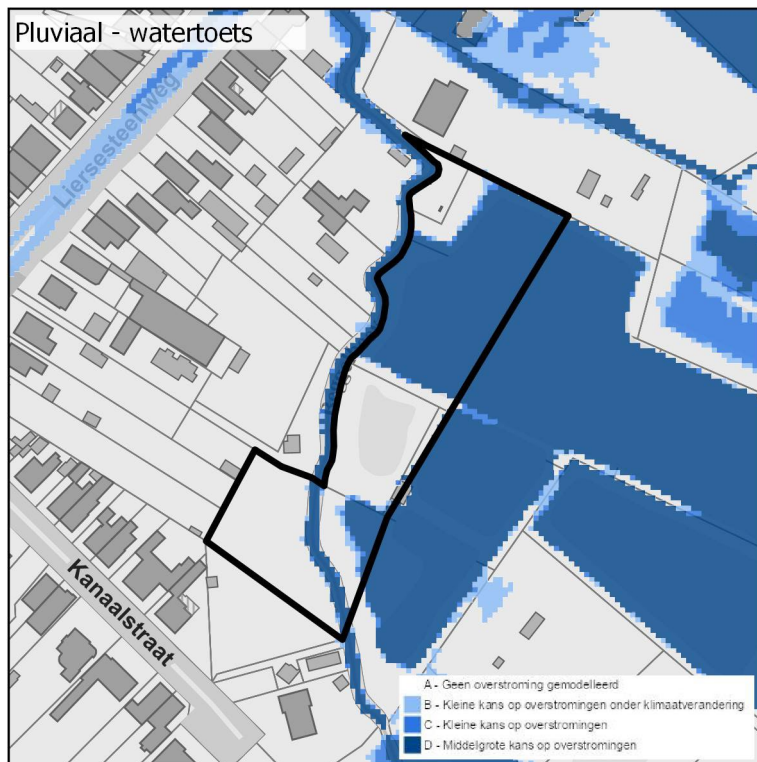 Pluviaal - watertoets
Liersesteenweg
Kanaalstraat
A - Geen overstroming gemodelleerd
B - Kleine kans op overstromingen onder klimaatverandering
C - Kleine kans op overstromingen
D - Middelgrote kans op overstromingen